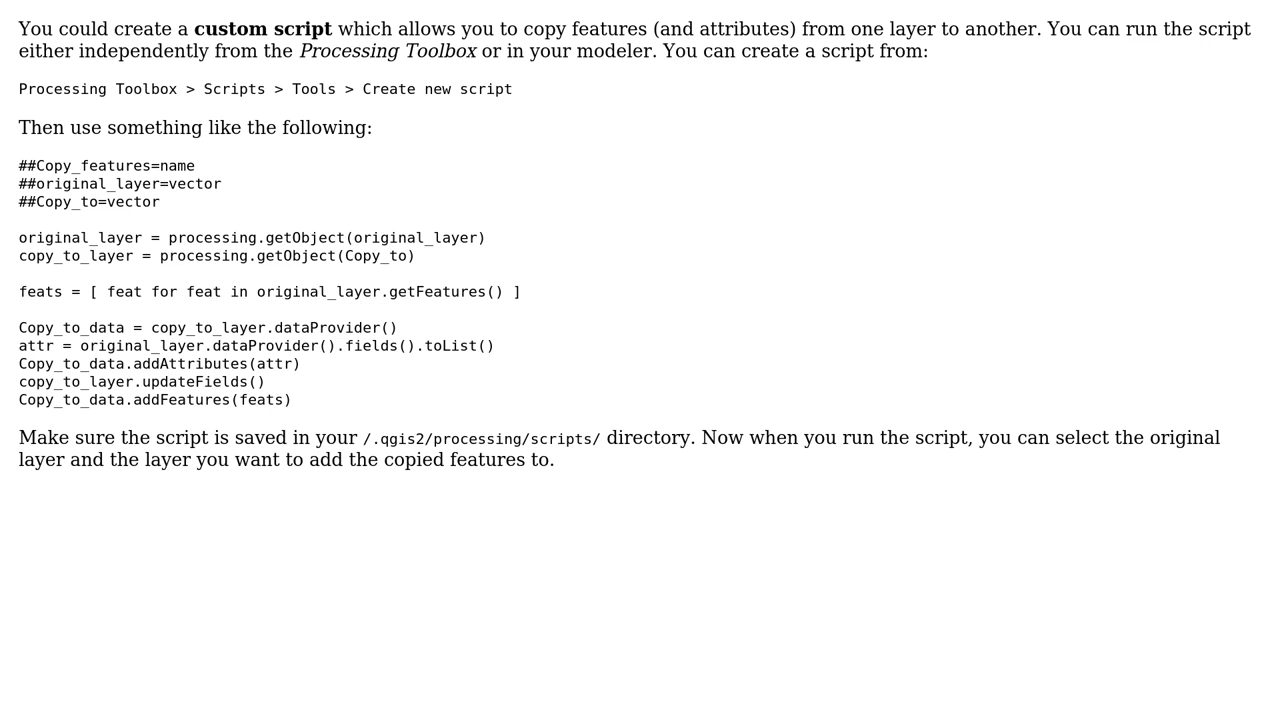 You could create a custom script which allows you to copy features (and attributes) from one layer to another. You can run the script
either independently from the Processing Toolbox or in your modeler. You can create a script from:
Processing Toolbox > Scripts > Tools > Create new script
Then use something like the following:
##Copy_features=name
##original_layer=vector
##Copy_to=vector
original_layer = processing.getObject(original_layer)
copy_to_layer = processing.getObject(Copy_to)
feats = [ feat for feat in original_layer.getFeatures() ]
Copy_to_data = copy_to_layer.dataProvider()
attr = original_layer.dataProvider().fields().toList()
Copy_to_data.addAttributes(attr)
copy_to_layer.updateFields()
Copy_to_data.addFeatures(feats)
Make sure the script is saved in your /.qgis2/processing/scripts/ directory. Now when you run the script, you can select the original
layer and the layer you want to add the copied features to.